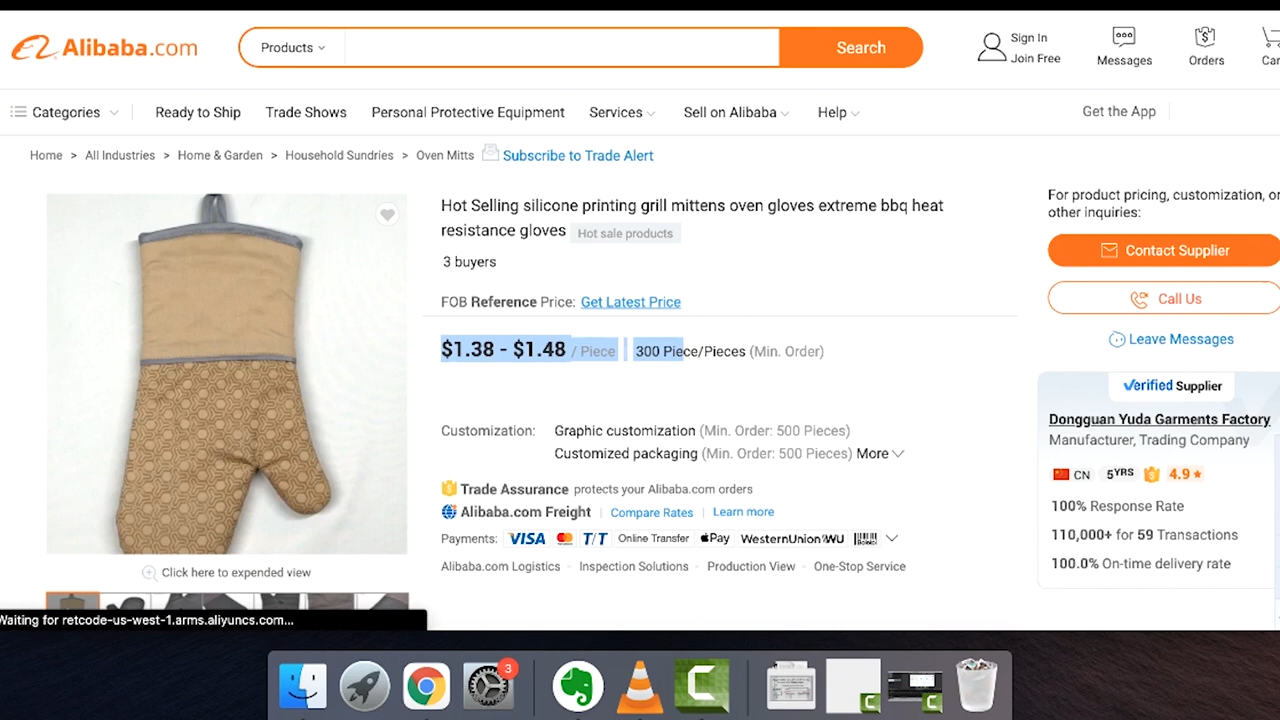 Alibaba.com
Products
Search
Sign In
Join Free
Messages
Orders
Categories
Ready to Ship
Trade Shows
Personal Protective Equipment
Services
Sell on Alibaba
Help
Get the App
Home > All Industries > Home & Garden > Household Sundries > Oven Mitts
Subscribe to Trade Alert
Hot Selling silicone printing grill mittens oven gloves extreme bbq heat
resistance gloves
Hot sale products
3 buyers
FOB Reference Price: Get Latest Price
$1.38 - $1.48 / Piece
300 Piece/Pieces (Min. Order)
Customization:
Graphic customization (Min. Order: 500 Pieces)
Customized packaging (Min. Order: 500 Pieces) More
Trade Assurance protects your Alibaba.com orders
Alibaba.com Freight | Compare Rates | Learn more
Payments: VISA T/T Online Transfer Pay WesternUnion WU
Alibaba.com Logistics - Inspection Solutions - Production View - One-Stop Service
For product pricing, customization, or
other inquiries:
Contact Supplier
Call Us
Leave Messages
Verified Supplier
Dongguan Yuda Garments Factory
Manufacturer, Trading Company
CN 5YRS 4.9
100% Response Rate
110,000+ for 59 Transactions
100.0% On-time delivery rate
Click here to expended view
Waiting for retcode-us-west-1.arms.aliyuncs.com...
3